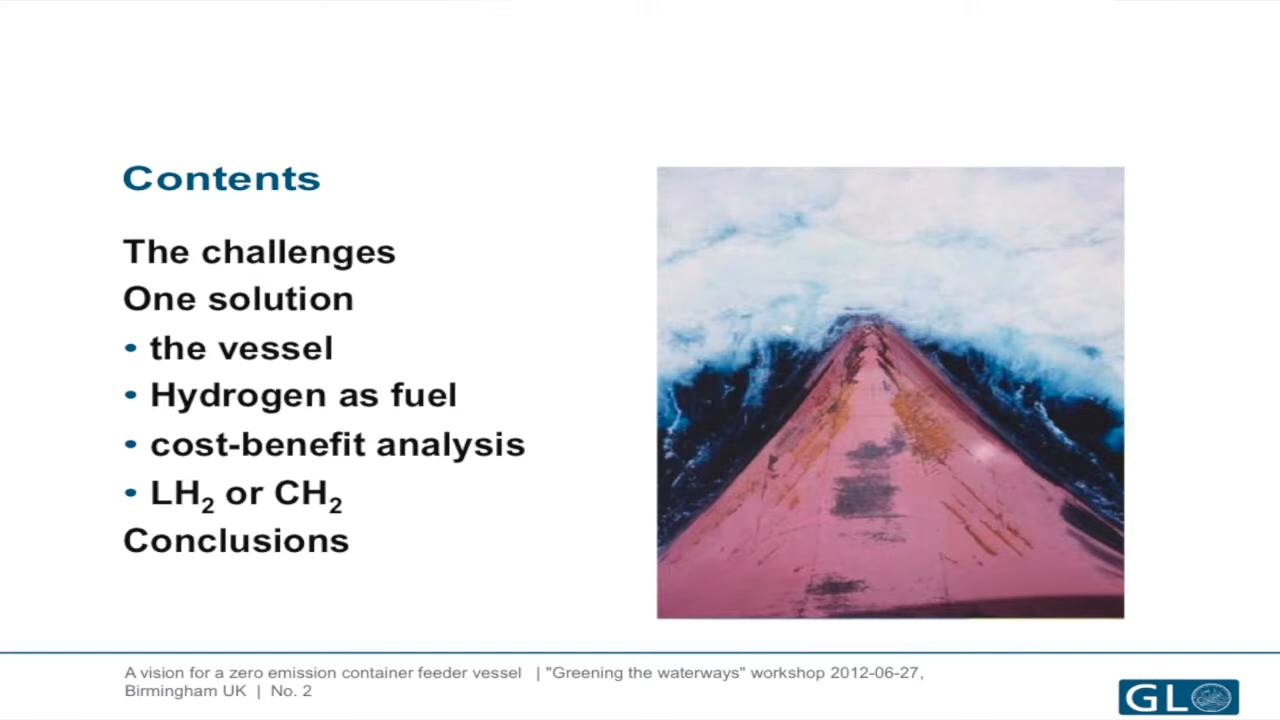 Contents
The challenges
One solution
• the vessel
• Hydrogen as fuel
• cost-benefit analysis
• LH₂ or CH₂
Conclusions
A vision for a zero emission container feeder vessel | "Greening the waterways" workshop 2012-06-27,
Birmingham UK | No. 2
GL